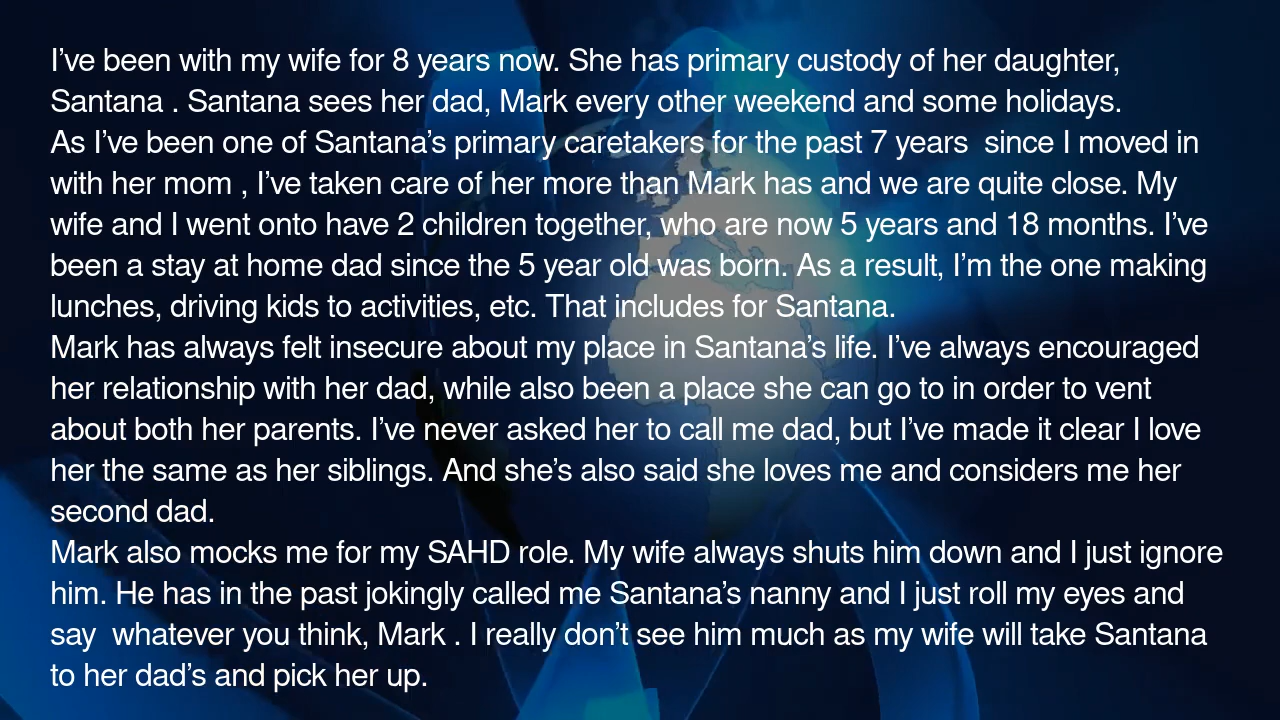 I’ve been with my wife for 8 years now. She has primary custody of her daughter,
Santana . Santana sees her dad, Mark every other weekend and some holidays.
As I’ve been one of Santana’s primary caretakers for the past 7 years  since I moved in
with her mom , I’ve taken care of her more than Mark has and we are quite close. My
wife and I went onto have 2 children together, who are now 5 years and 18 months. I’ve
been a stay at home dad since the 5 year old was born. As a result, I’m the one making
lunches, driving kids to activities, etc. That includes for Santana.
Mark has always felt insecure about my place in Santana’s life. I’ve always encouraged
her relationship with her dad, while also been a place she can go to in order to vent
about both her parents. I’ve never asked her to call me dad, but I’ve made it clear I love
her the same as her siblings. And she’s also said she loves me and considers me her
second dad.
Mark also mocks me for my SAHD role. My wife always shuts him down and I just ignore
him. He has in the past jokingly called me Santana’s nanny and I just roll my eyes and
say  whatever you think, Mark . I really don’t see him much as my wife will take Santana
to her dad’s and pick her up.